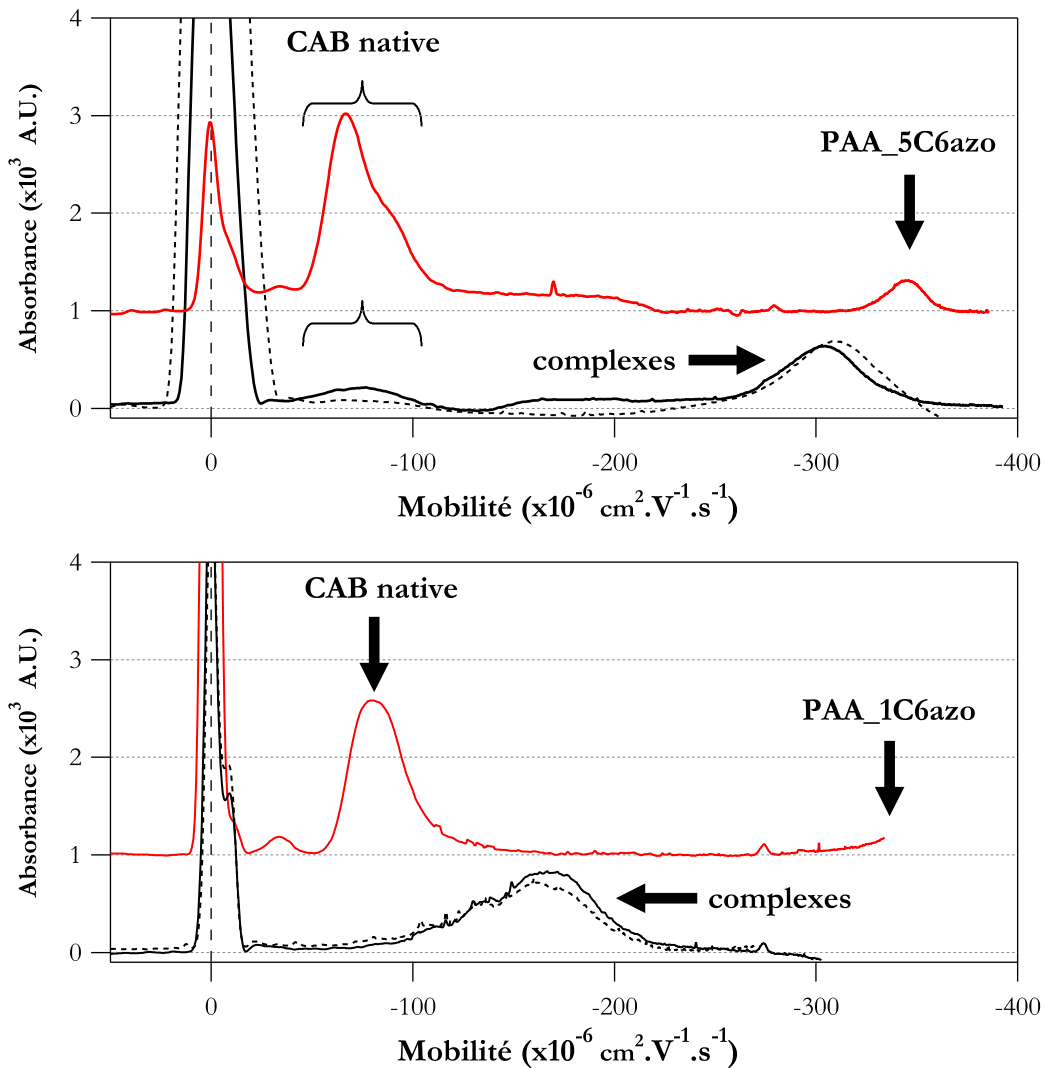 4
CAB native
3
PAA_5C6azo
2
Absorbance (x10³ A.U.)
1
complexes
0
0 -100 -200 -300 -400
Mobilité (x10⁻⁶ cm².V⁻¹.s⁻¹)
4
CAB native
3
PAA_1C6azo
2
Absorbance (x10³ A.U.)
1
complexes
0
0 -100 -200 -300 -400
Mobilité (x10⁻⁶ cm².V⁻¹.s⁻¹)